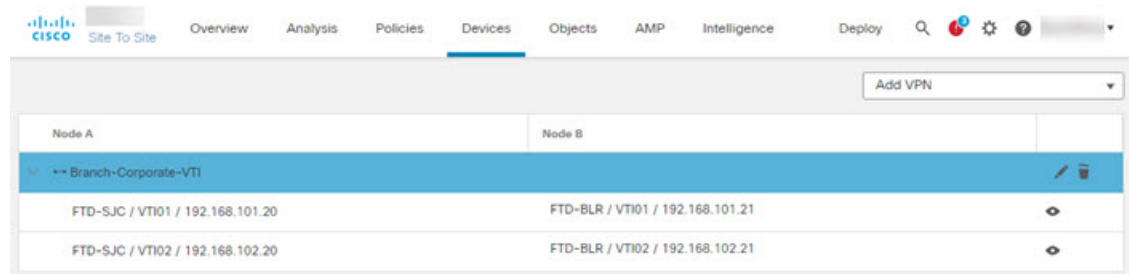 CISCO
Site To Site
Overview
Analysis
Policies
Devices
Objects
AMP
Intelligence
Deploy
3
Add VPN
Node A
Node B
Branch-Corporate-VTI
FTD-SJC / VTI01 / 192.168.101.20
FTD-BLR / VTI01 / 192.168.101.21
FTD-SJC / VTI02 / 192.168.102.20
FTD-BLR / VTI02 / 192.168.102.21